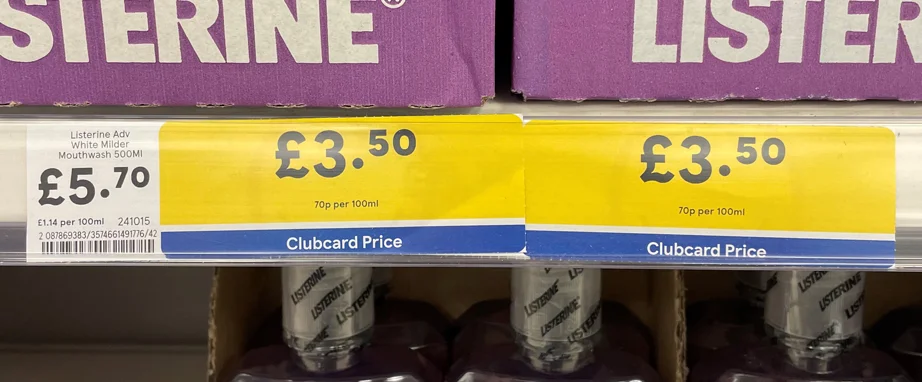 STERINE®
LISTER
Listerine Adv
White Milder
Mouthwash 500Ml
£5.70
£1.14 per 100ml 241015
2 087869383/3574661491776/42
£3.50
70p per 100ml
Clubcard Price
£3.50
70p per 100ml
Clubcard Price
LISTERINE
LISTERINE
LISTERINE
LISTERINE
LISTERINE